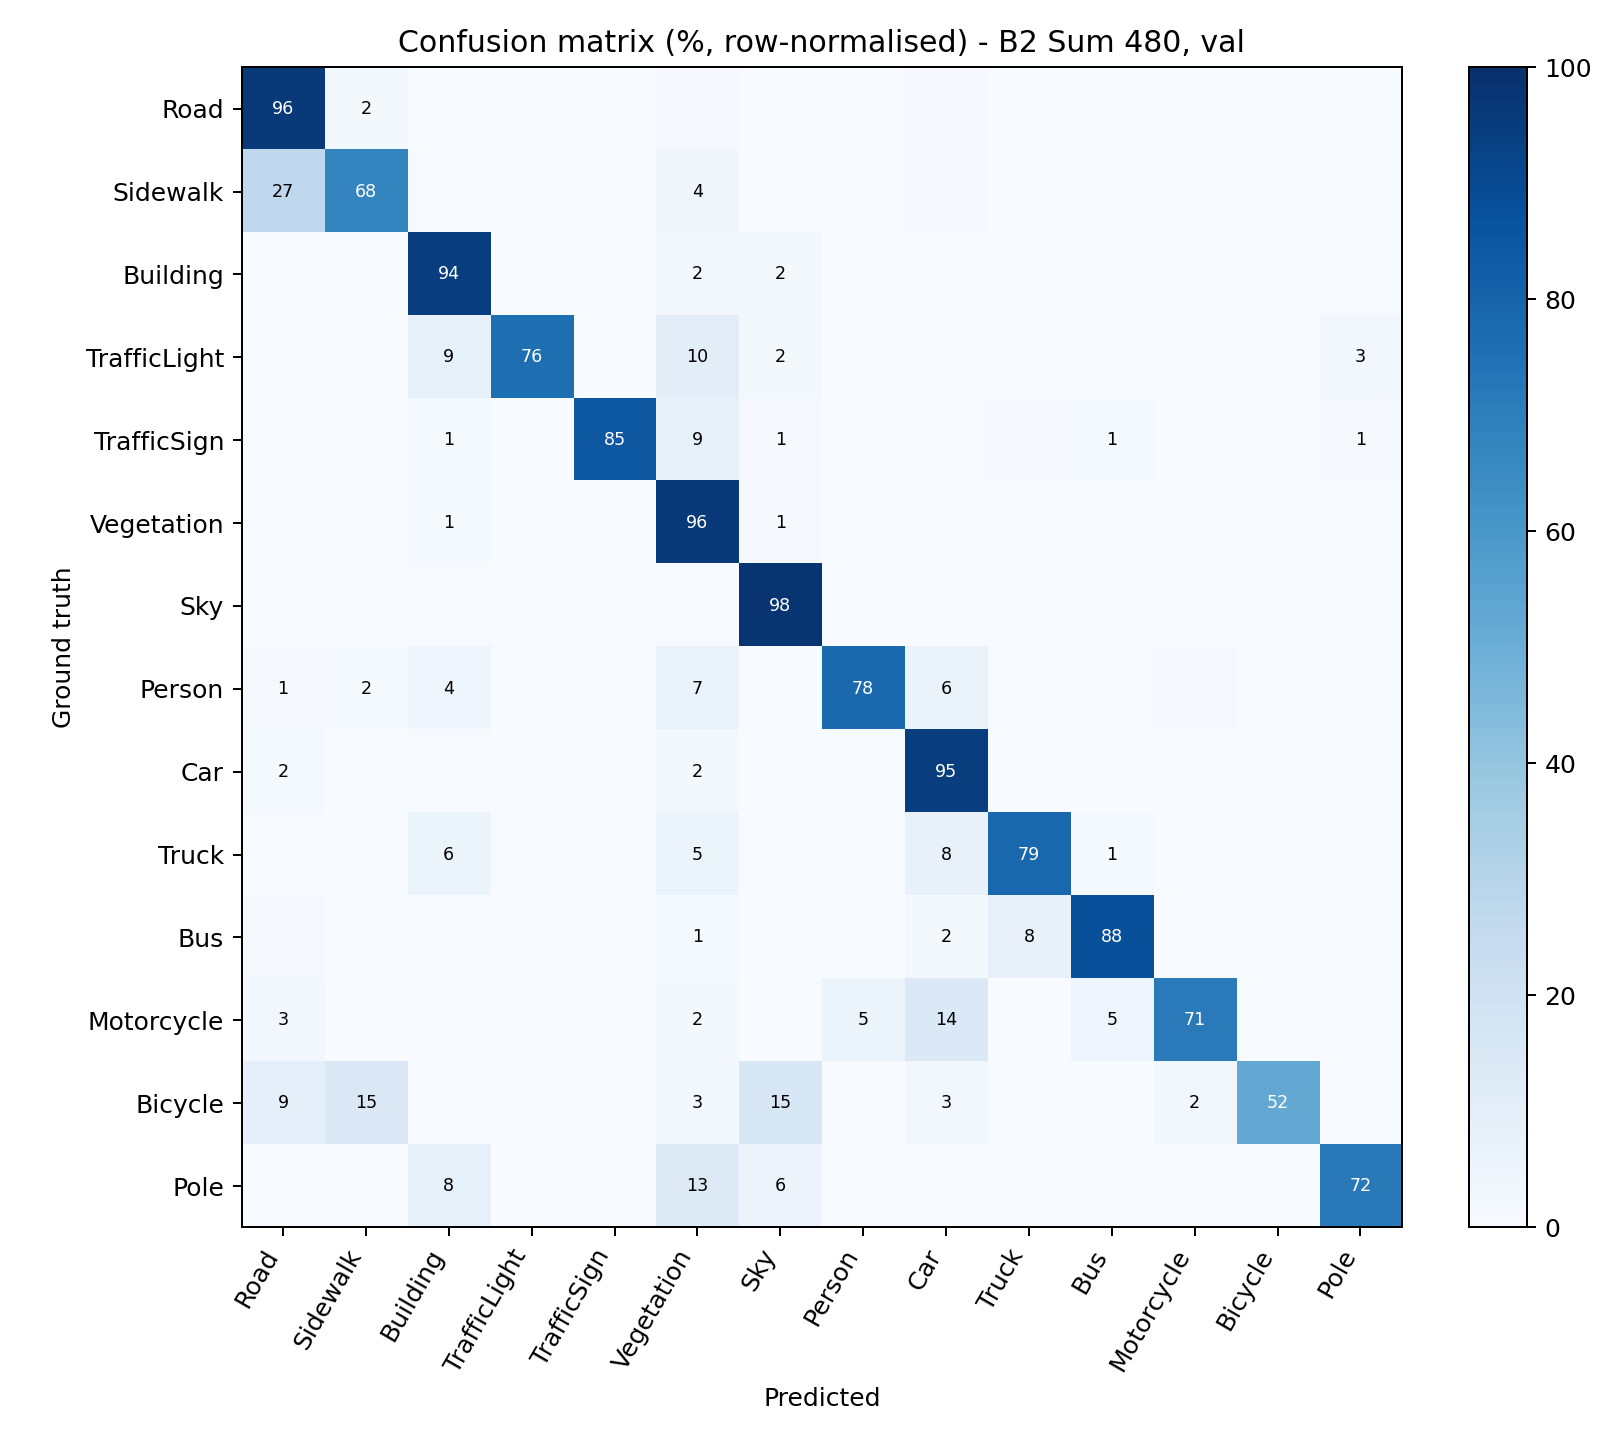 Confusion matrix (%, row-normalised) - B2 Sum 480, val
Road 96 2
Sidewalk 27 68 4
Building 94 2 2
TrafficLight 9 76 10 2 3
TrafficSign 1 85 9 1 1 1
Vegetation 1 96 1
Sky 98
Person 1 2 4 7 78 6
Car 2 2 95
Truck 6 5 8 79 1
Bus 1 2 8 88
Motorcycle 3 2 5 14 5 71
Bicycle 9 15 3 15 3 2 52
Pole 8 13 6 72
Ground truth
Road Sidewalk Building TrafficLight TrafficSign Vegetation Sky Person Car Truck Bus Motorcycle Bicycle Pole
Predicted
100
80
60
40
20
0